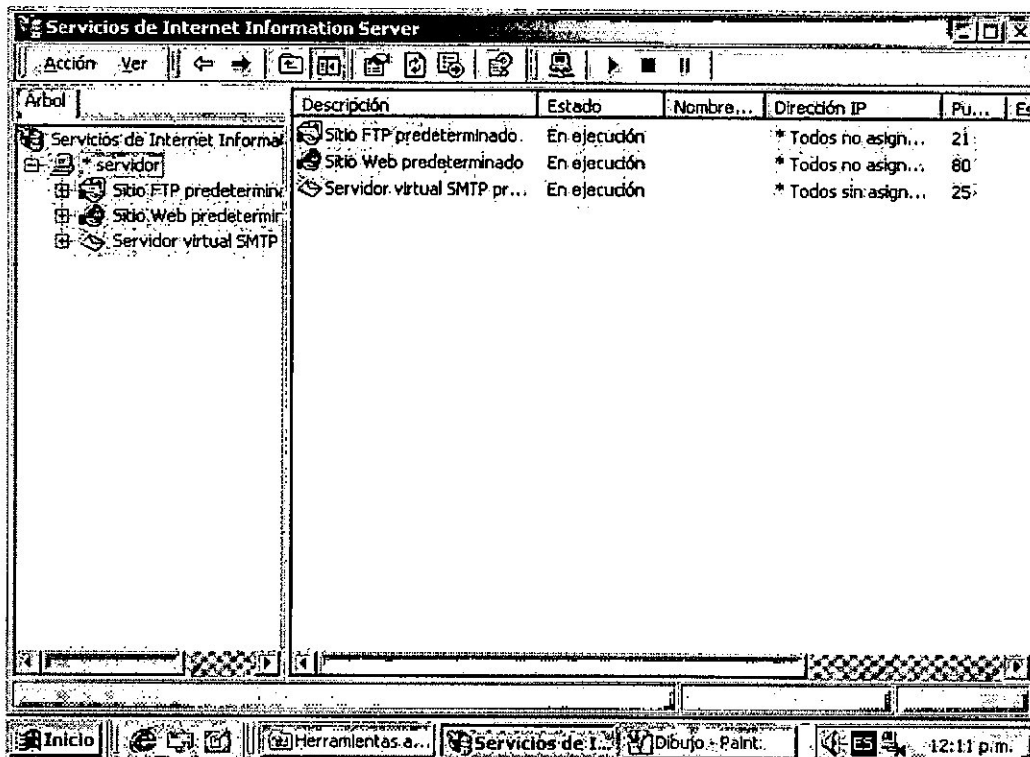 Servicios de Internet Information Server
Acción Ver
Árbol
Servicios de Internet Informa
* servidor
Sitio FTP predetermin
Sitio Web predetermir
Servidor virtual SMTP
Descripción Estado Nombre... Dirección IP Pu... Es
Sitio FTP predeterminado En ejecución * Todos no asign... 21
Sitio Web predeterminado En ejecución * Todos no asign... 80
Servidor virtual SMTP pr... En ejecución * Todos sin asign... 25
Inicio Herramientas a... Servicios de I... Dibujo - Paint ES 12:11 p.m.